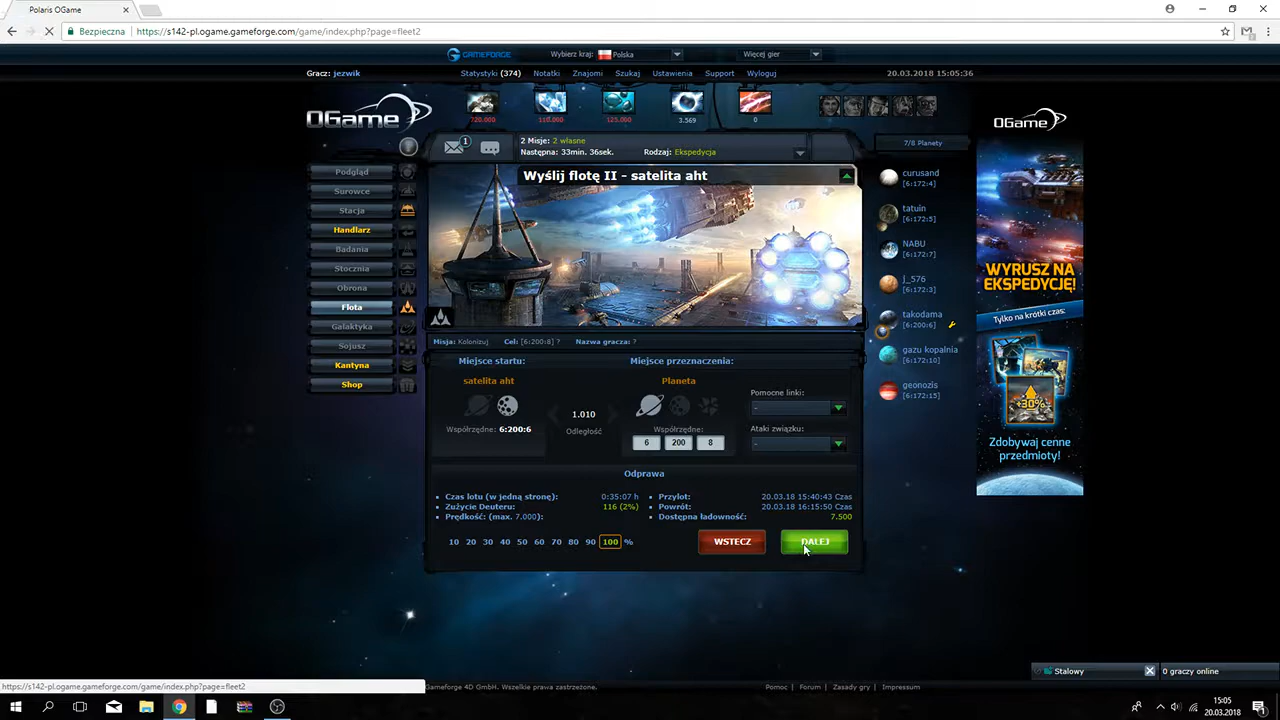 Polaris OGame
Bezpieczna https://s142-pl.ogame.gameforge.com/game/index.php?page=fleet2
GAMEFORGE Wybierz kraj: Polska Więcej gier
Gracz: jezwik Statystyki (374) Notatki Znajomi Szukaj Ustawienia Support Wyloguj 20.03.2018 15:05:36
OGame
720.000 110.000 125.000 3.569 0
OGame
1
2 Misje: 2 własne
Następna: 33min. 36sek. Rodzaj: Ekspedycja
7/8 Planety
Podgląd
Surowce
Stacja
Handlarz
Badania
Stocznia
Obrona
Flota
Galaktyka
Sojusz
Kantyna
Shop
Wyślij flotę II - satelita aht
Misja: Kolonizuj Cel: [6:200:8] ? Nazwa gracza: ?
Miejsce startu: Miejsce przeznaczenia:
satelita aht Planeta
Pomocne linki:
-
1.010
Odległość
Współrzędne: 6:200:6
Współrzędne:
6 200 8
Ataki związku:
-
Odprawa
Czas lotu (w jedną stronę): 0:35:07 h
Zużycie Deuteru: 116 (2%)
Prędkość: (max. 7.000):
Przylot: 20.03.18 15:40:43 Czas
Powrót: 20.03.18 16:15:50 Czas
Dostępna ładowność: 7.500
10 20 30 40 50 60 70 80 90 100 %
WSTECZ DALEJ
curusand
[6:172:4]
tatuin
[6:172:5]
NABU
[6:172:7]
j_576
[6:172:3]
takodama
[6:200:6]
gazu kopalnia
[6:172:10]
geonozis
[6:172:15]
WYRUSZ NA
EKSPEDYCJĘ!
Tylko na krótki czas:
+30%
Zdobywaj cenne
przedmioty!
Stalowy 0 graczy online
https://s142-pl.ogame.gameforge.com/game/index.php?page=fleet2
Gameforge 4D GmbH. Wszelkie prawa zastrzeżone.
Pomoc | Forum | Zasady gry | Impressum
15:05
20.03.2018
1